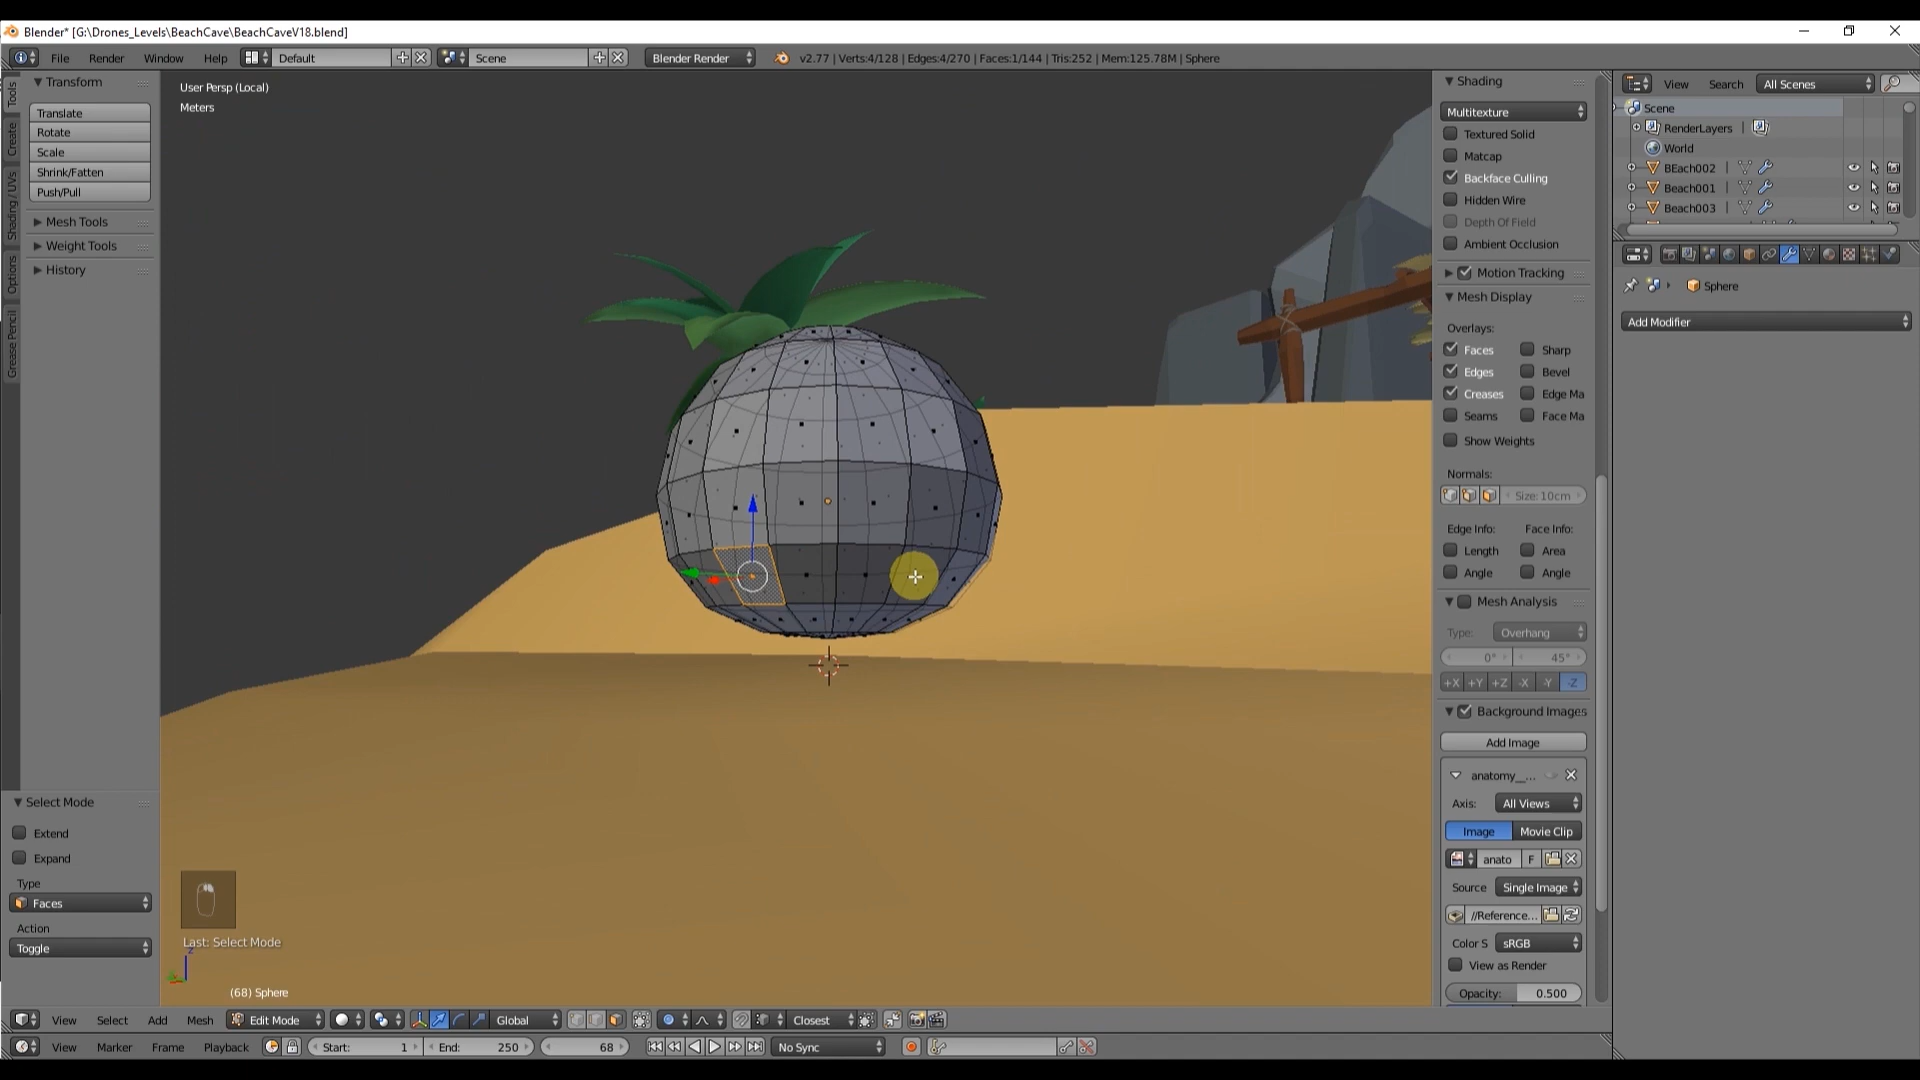 Blender* [G:\Drones_Levels\BeachCave\BeachCaveV18.blend]
File Render Window Help Default Scene Blender Render v2.77 | Verts:4/128 | Edges:4/270 | Faces:1/144 | Tris:252 | Mem:125.78M | Sphere
Tools
Create
Shading / UVs
Options
Grease Pencil
Transform
Translate
Rotate
Scale
Shrink/Fatten
Push/Pull
Mesh Tools
Weight Tools
History
Select Mode
Extend
Expand
Type
Faces
Action
Toggle
User Persp (Local)
Meters
Last: Select Mode
z
(68) Sphere
Shading
Multitexture
Textured Solid
Matcap
Backface Culling
Hidden Wire
Depth Of Field
Ambient Occlusion
Motion Tracking
Mesh Display
Overlays:
Faces Sharp
Edges Bevel
Creases Edge Ma
Seams Face Ma
Show Weights
Normals:
Size: 10cm
Edge Info: Face Info:
Length Area
Angle Angle
Mesh Analysis
Type: Overhang
0° 45°
+X +Y +Z -X -Y -Z
Background Images
Add Image
anatomy__...
Axis: All Views
Image Movie Clip
anato F
Source Single Image
//Reference...
Color S sRGB
View as Render
Opacity: 0.500
View Search All Scenes
Scene
RenderLayers |
World
BEach002 |
Beach001 |
Beach003 |
Sphere
Add Modifier
View Select Add Mesh Edit Mode Global Closest
View Marker Frame Playback Start: 1 End: 250 68 No Sync